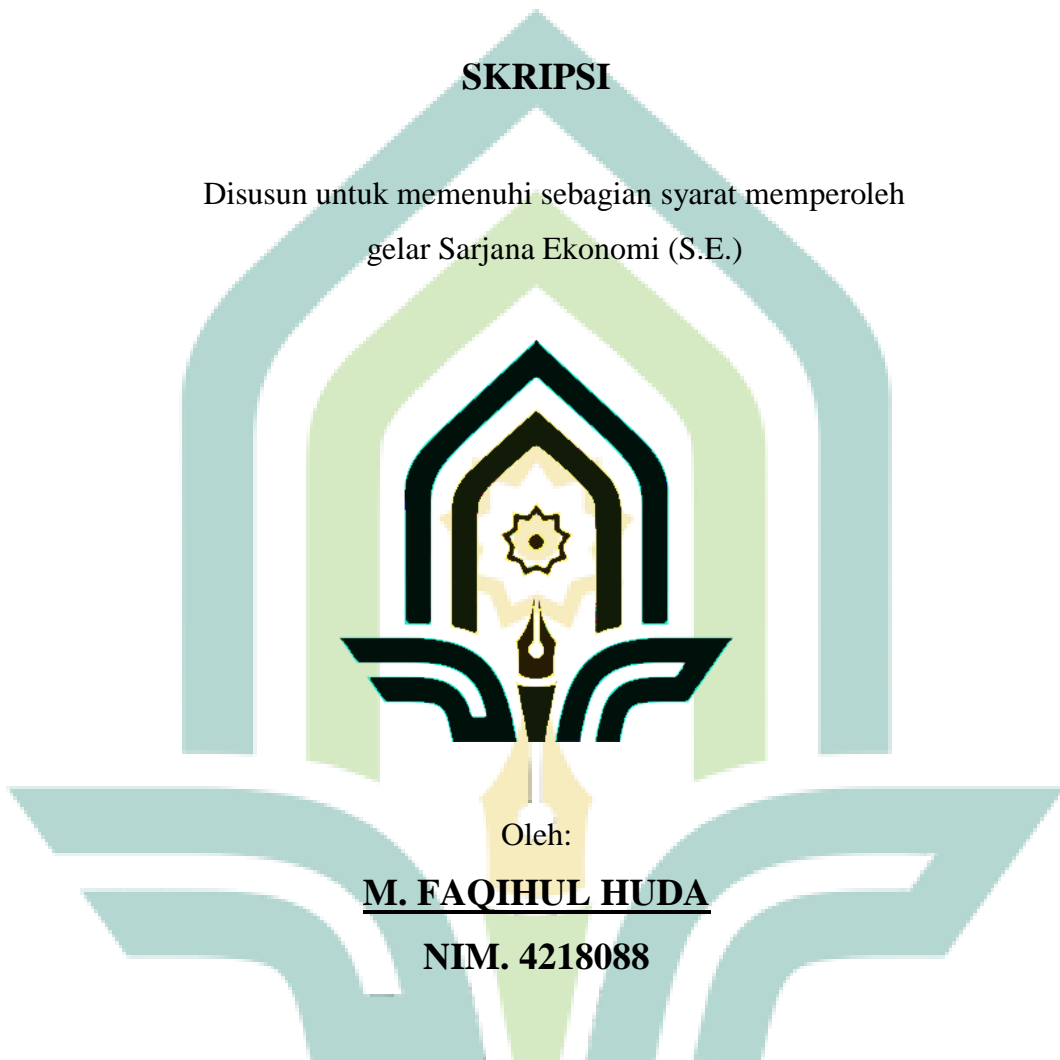 SKRIPSI
Disusun untuk memenuhi sebagian syarat memperoleh
gelar Sarjana Ekonomi (S.E.)
Oleh:
M. FAQIHUL HUDA
NIM. 4218088